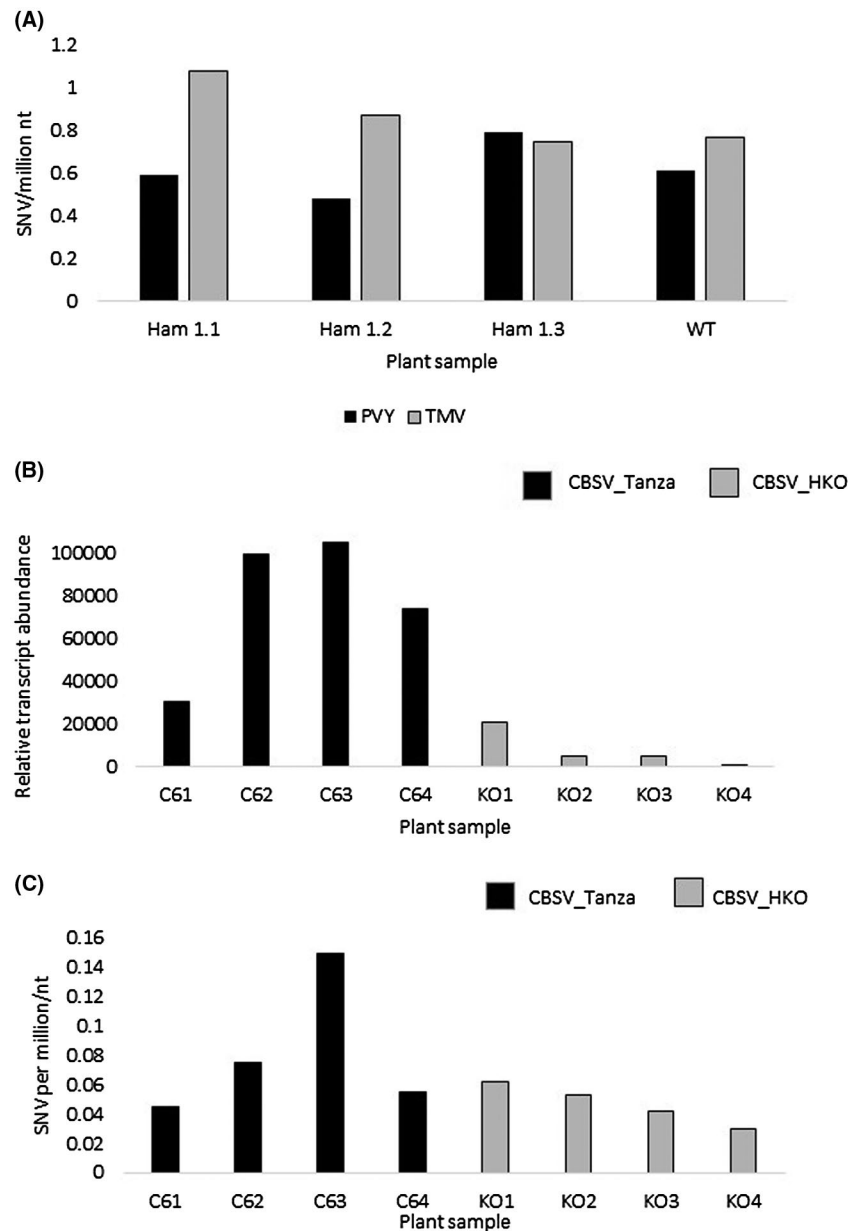 (A)
1.2
1
0.8
0.6
0.4
0.2
0
SNV/million nt
Ham 1.1 Ham 1.2 Ham 1.3 WT
Plant sample
PVY TMV
(B)
CBSV_Tanza CBSV_HKO
100000
80000
60000
40000
20000
0
Relative transcript abundance
C61 C62 C63 C64 KO1 KO2 KO3 KO4
Plant sample
(C)
CBSV_Tanza CBSV_HKO
0.16
0.14
0.12
0.1
0.08
0.06
0.04
0.02
0
SNV per million/nt
C61 C62 C63 C64 KO1 KO2 KO3 KO4
Plant sample